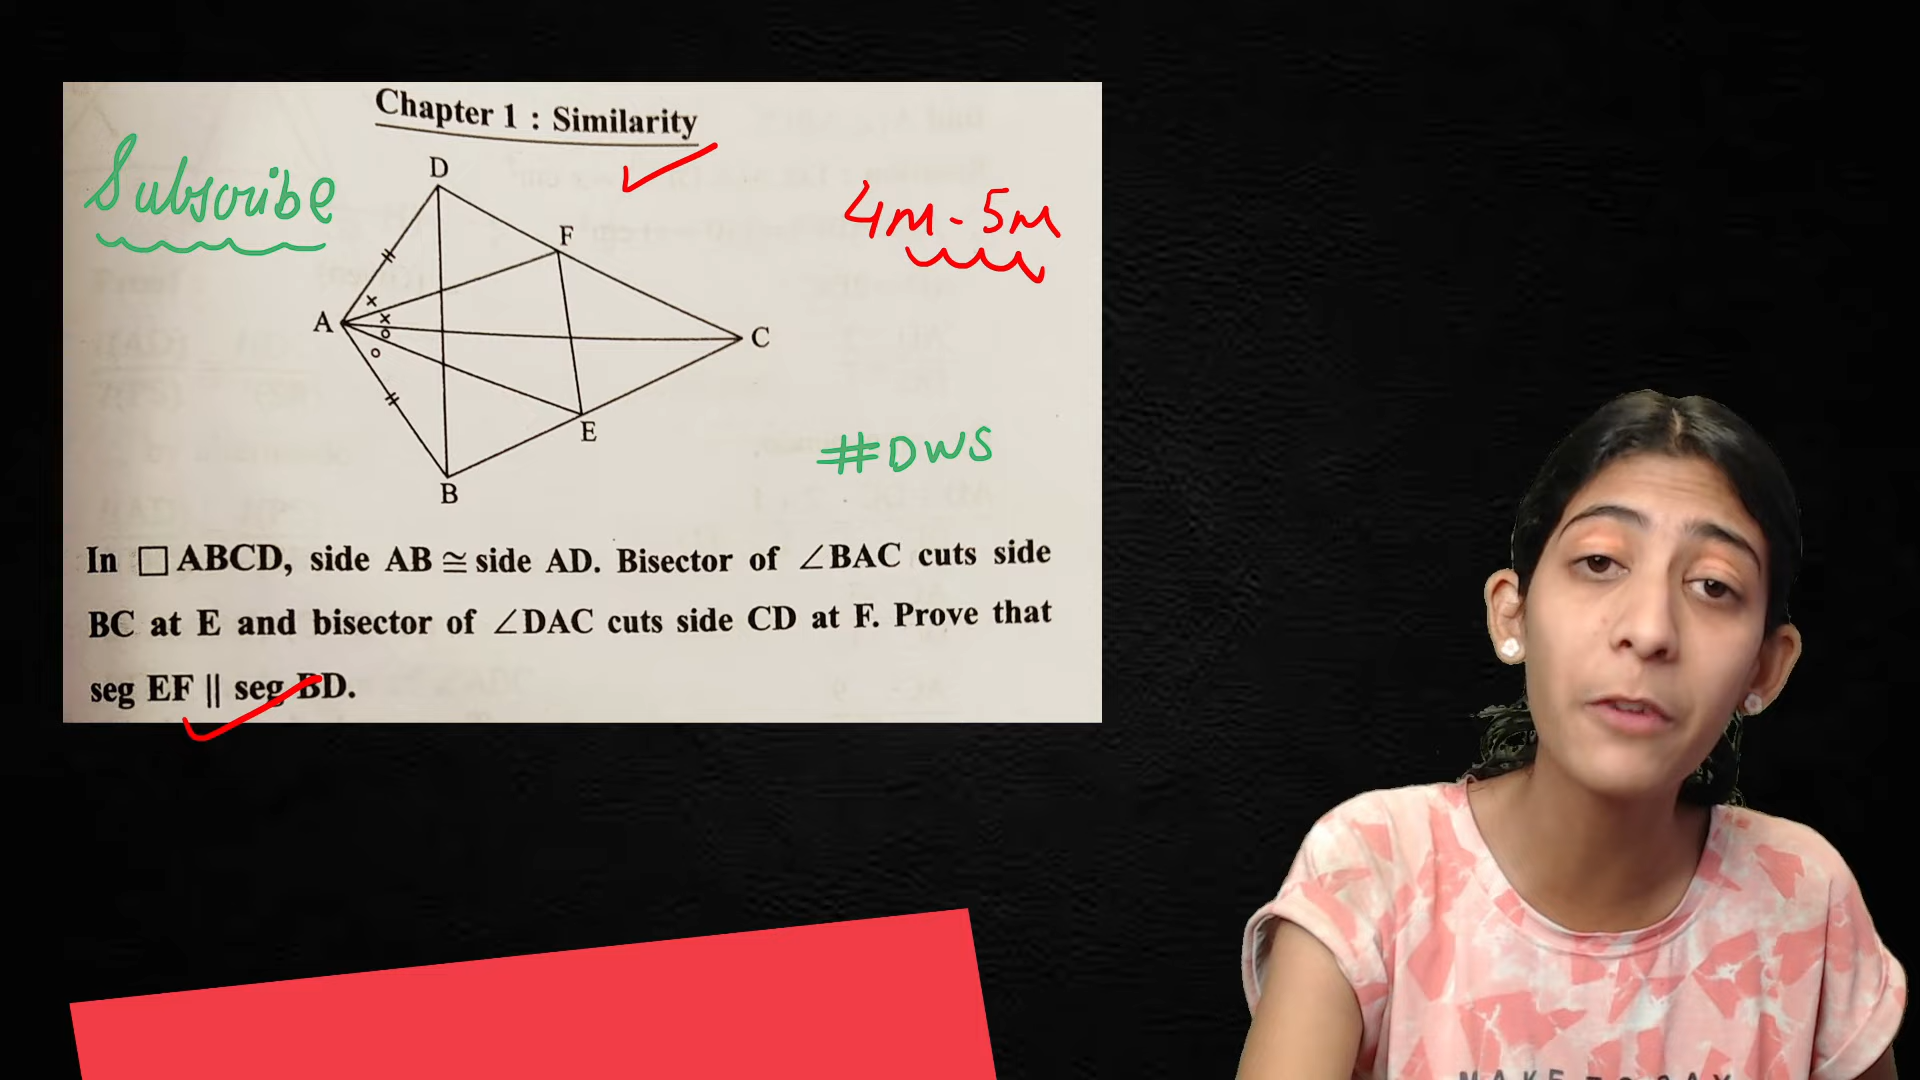 Chapter 1 : Similarity
Subscribe
4m - 5m
D
F
A
C
E
B
#DWS
In □ABCD, side AB ≅ side AD. Bisector of ∠BAC cuts side
BC at E and bisector of ∠DAC cuts side CD at F. Prove that
seg EF || seg BD.